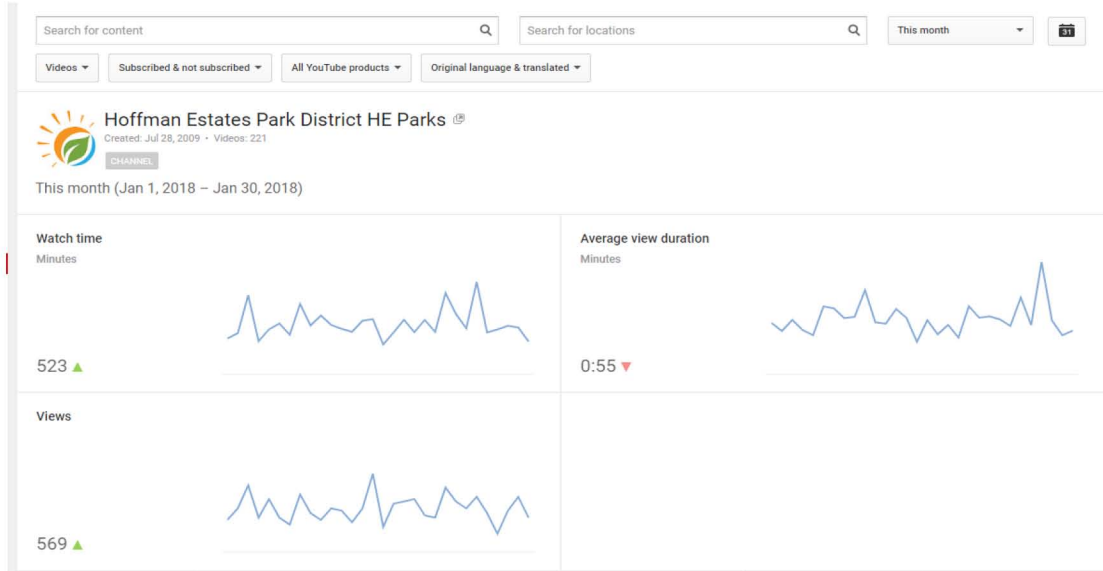 Search for content
Search for locations
This month
31
Videos
Subscribed & not subscribed
All YouTube products
Original language & translated
Hoffman Estates Park District HE Parks
Created: Jul 28, 2009 • Videos: 221
CHANNEL
This month (Jan 1, 2018 – Jan 30, 2018)
Watch time
Minutes
523
Average view duration
Minutes
0:55
Views
569